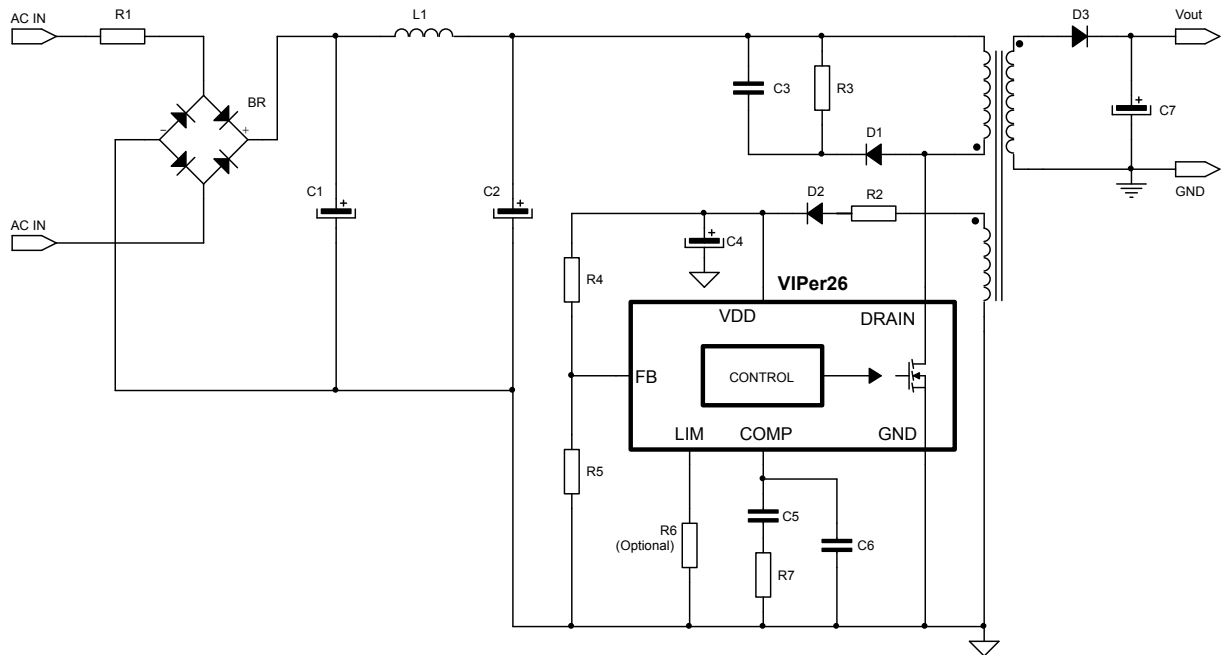 AC IN
R1
L1
D3
Vout
BR
–
+
C3
R3
+
C7
D1
GND
C1
+
C2
+
D2
R2
AC IN
+
C4
R4
VIPer26
VDD
DRAIN
FB
CONTROL
LIM
COMP
GND
R5
C5
R6
(Optional)
C6
R7